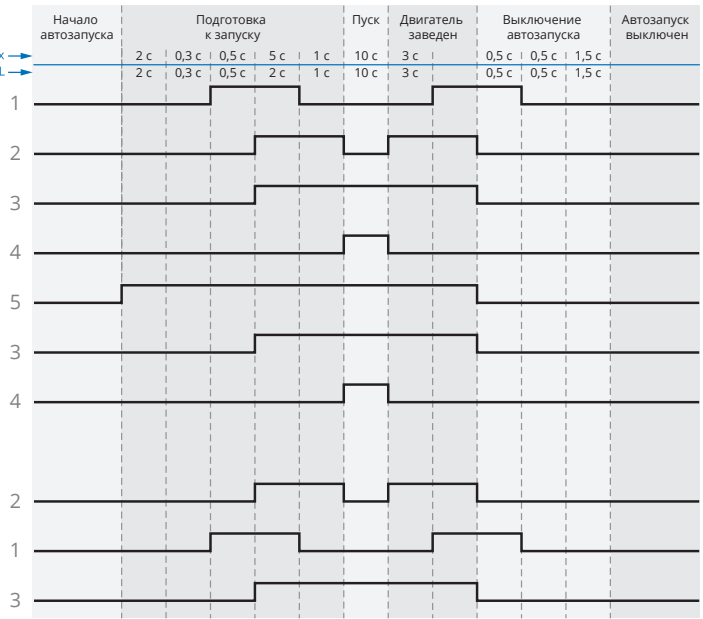 Начало
автозапуска
Подготовка
к запуску
Пуск
Двигатель
заведен
Выключение
автозапуска
Автозапуск
выключен
x 2 с 0,3 с 0,5 с 5 с 1 с 10 с 3 с 0,5 с 0,5 с 1,5 с
L 2 с 0,3 с 0,5 с 2 с 1 с 10 с 3 с 0,5 с 0,5 с 1,5 с
1
2
3
4
5
3
4
2
1
3